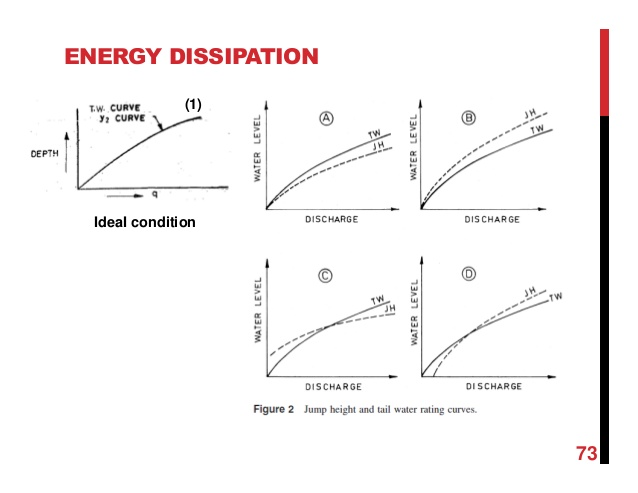 ENERGY DISSIPATION
T.W. CURVE
y2 CURVE
(1)
DEPTH
q
Ideal condition
A
WATER LEVEL
TW
JH
DISCHARGE
B
WATER LEVEL
JH
TW
DISCHARGE
C
WATER LEVEL
TW
JH
DISCHARGE
D
WATER LEVEL
JH
TW
DISCHARGE
Figure 2 Jump height and tail water rating curves.
73